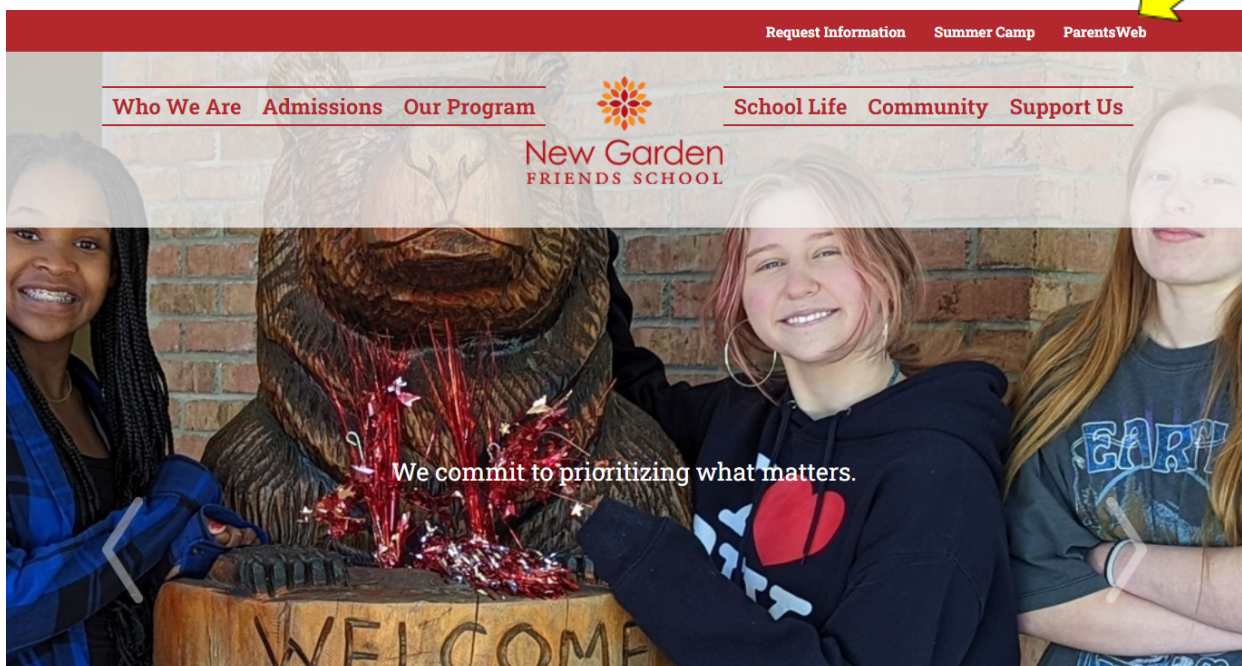 Request Information Summer Camp ParentsWeb
Who We Are Admissions Our Program School Life Community Support Us
New Garden
FRIENDS SCHOOL
We commit to prioritizing what matters.
WELCOME